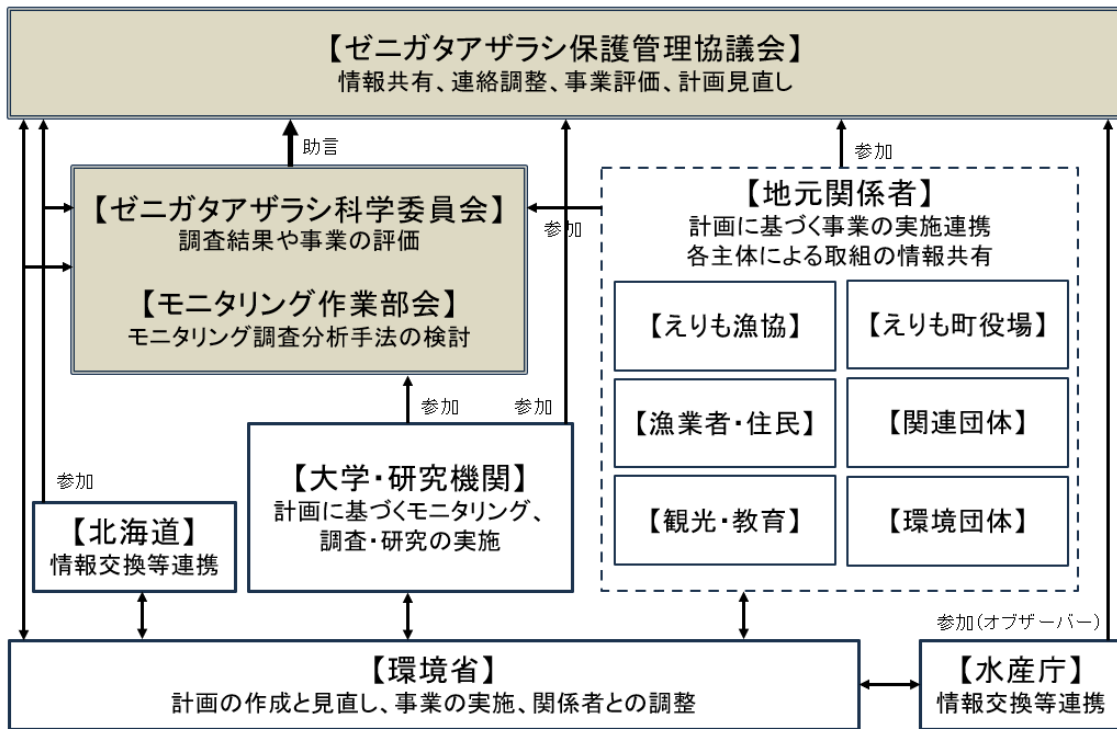 【ゼニガタアザラシ保護管理協議会】
情報共有、連絡調整、事業評価、計画見直し
助言
参加
【ゼニガタアザラシ科学委員会】
調査結果や事業の評価
【モニタリング作業部会】
モニタリング調査分析手法の検討
参加
【地元関係者】
計画に基づく事業の実施連携
各主体による取組の情報共有
【えりも漁協】
【えりも町役場】
【漁業者・住民】
【関連団体】
【観光・教育】
【環境団体】
参加
参加
参加
【北海道】
情報交換等連携
【大学・研究機関】
計画に基づくモニタリング、
調査・研究の実施
参加(オブザーバー)
【環境省】
計画の作成と見直し、事業の実施、関係者との調整
【水産庁】
情報交換等連携